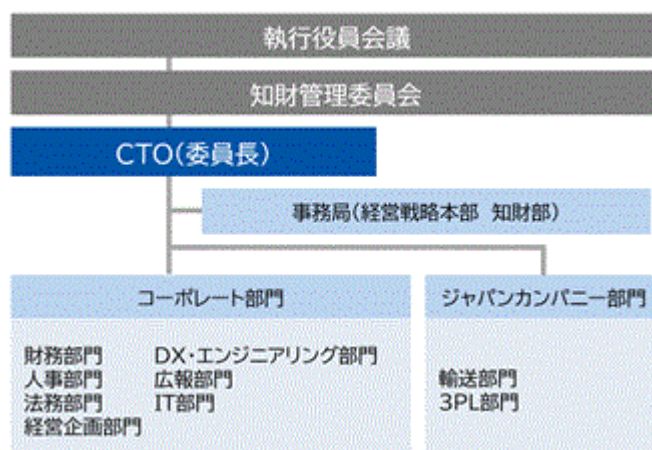 執行役員会議
知財管理委員会
CTO(委員長)
事務局(経営戦略本部 知財部)
コーポレート部門
財務部門
人事部門
法務部門
経営企画部門
DX・エンジニアリング部門
広報部門
IT部門
ジャパンカンパニー部門
輸送部門
3PL部門